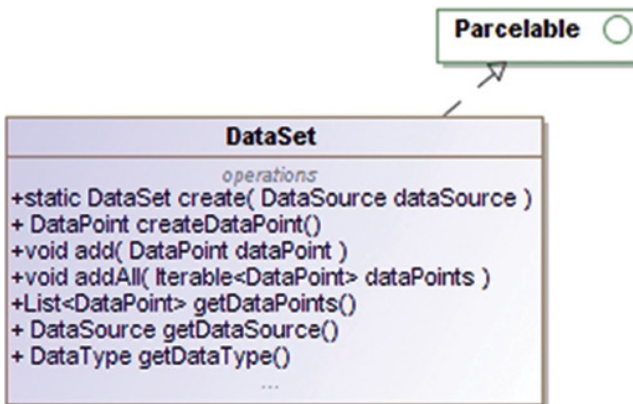 Parcelable
DataSet
operations
+static DataSet create( DataSource dataSource )
+ DataPoint createDataPoint()
+void add( DataPoint dataPoint )
+void addAll( Iterable<DataPoint> dataPoints )
+List<DataPoint> getDataPoints()
+ DataSource getDataSource()
+ DataType getDataType()
...